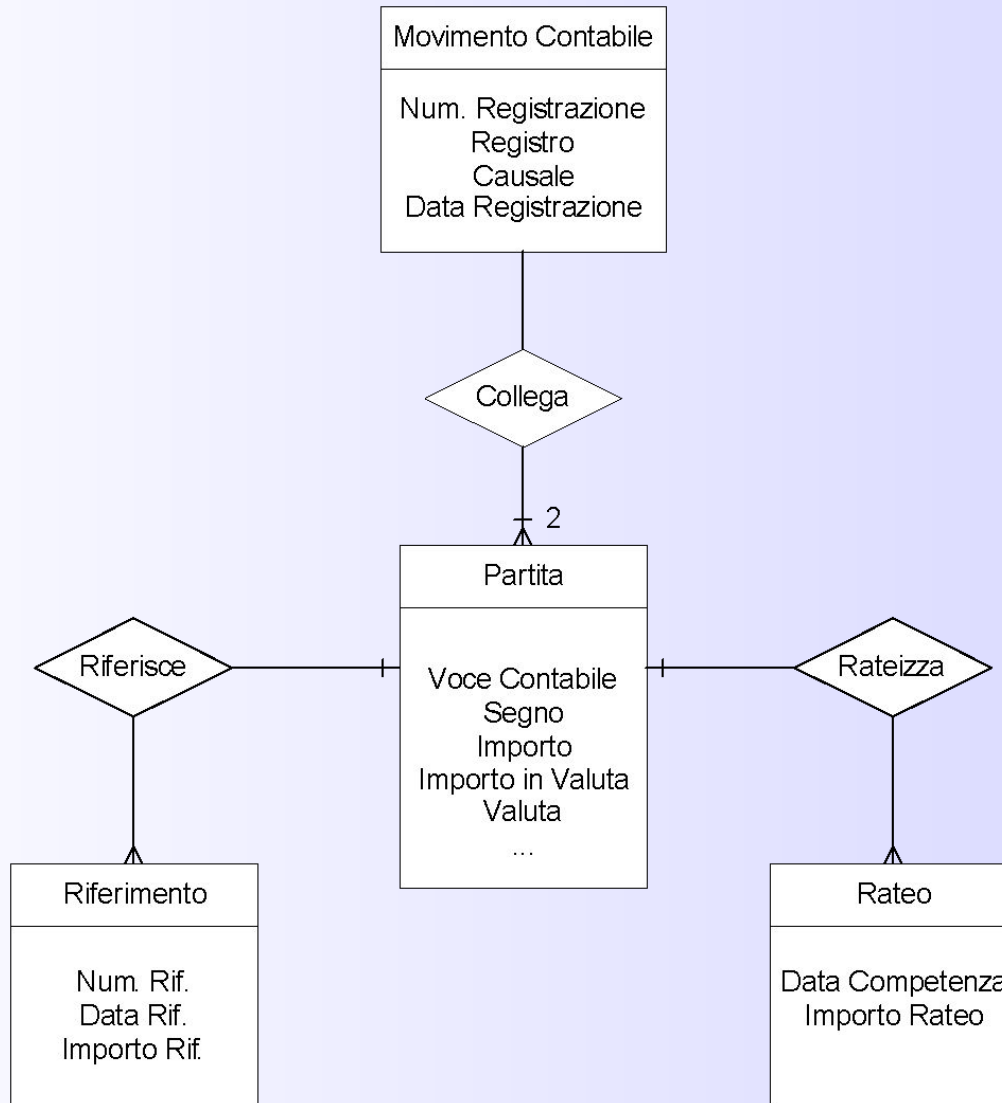 Movimento Contabile
Num. Registrazione
Registro
Causale
Data Registrazione
Collega
2
Partita
Voce Contabile
Segno
Importo
Importo in Valuta
Valuta
...
Riferisce
Rateizza
Riferimento
Num. Rif.
Data Rif.
Importo Rif.
Rateo
Data Competenza
Importo Rateo